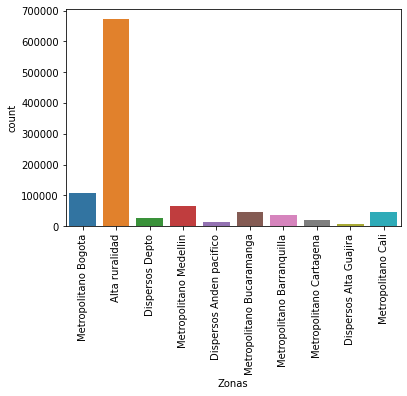 700000
600000
500000
400000
300000
200000
100000
0
count
Metropolitano Bogota
Alta ruralidad
Dispersos Depto
Metropolitano Medellin
Dispersos Anden pacifico
Metropolitano Bucaramanga
Metropolitano Barranquilla
Metropolitano Cartagena
Dispersos Alta Guajira
Metropolitano Cali
Zonas